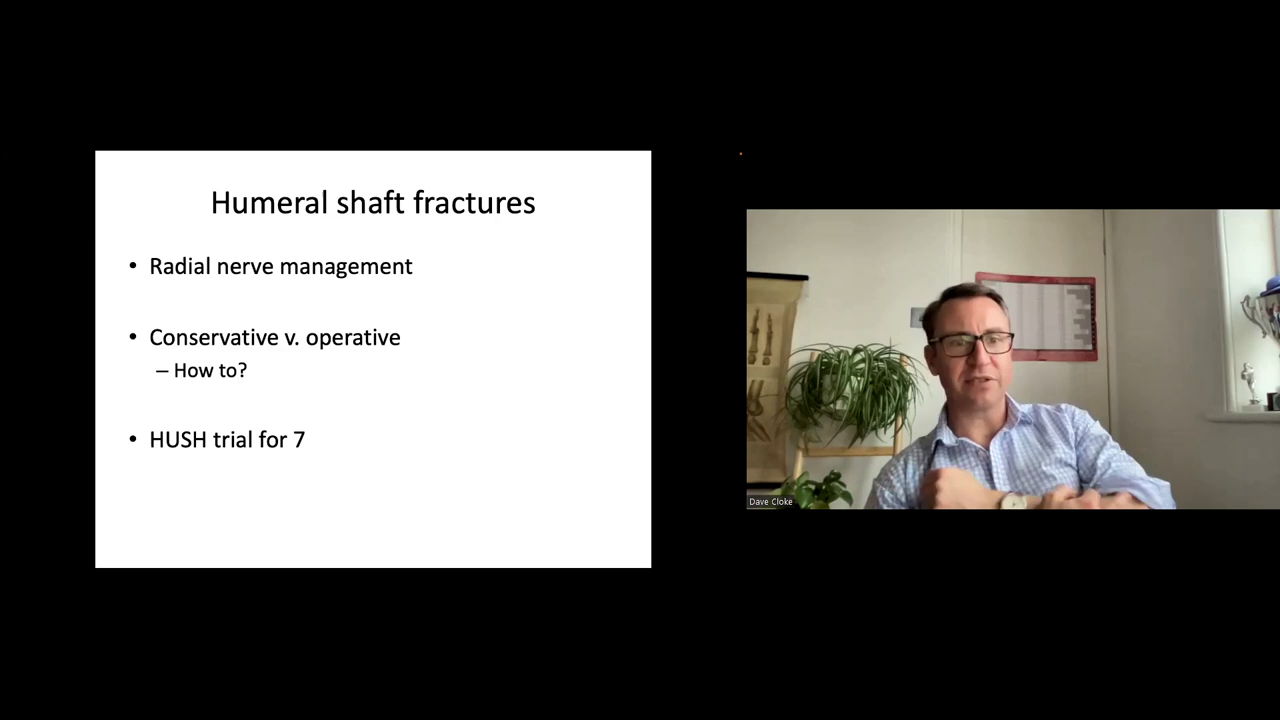 Humeral shaft fractures
• Radial nerve management
• Conservative v. operative
– How to?
• HUSH trial for 7
Dave Cloke